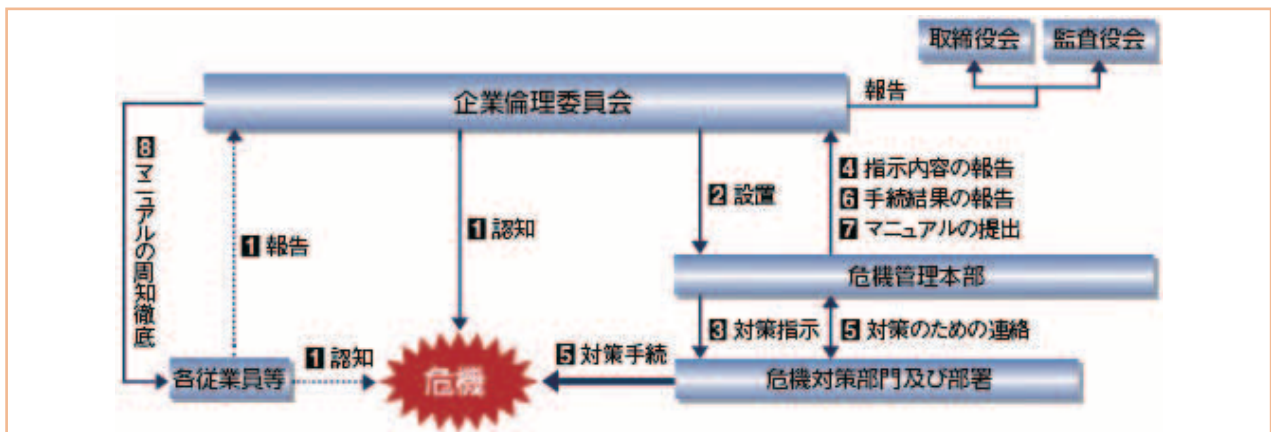 取締役会
監査役会
企業倫理委員会
報告
8 マニュアルの周知徹底
1 報告
1 認知
2 設置
4 指示内容の報告
6 手続結果の報告
7 マニュアルの提出
危機管理本部
3 対策指示
5 対策のための連絡
各従業員等
1 認知
危機
5 対策手続
危機対策部門及び部署